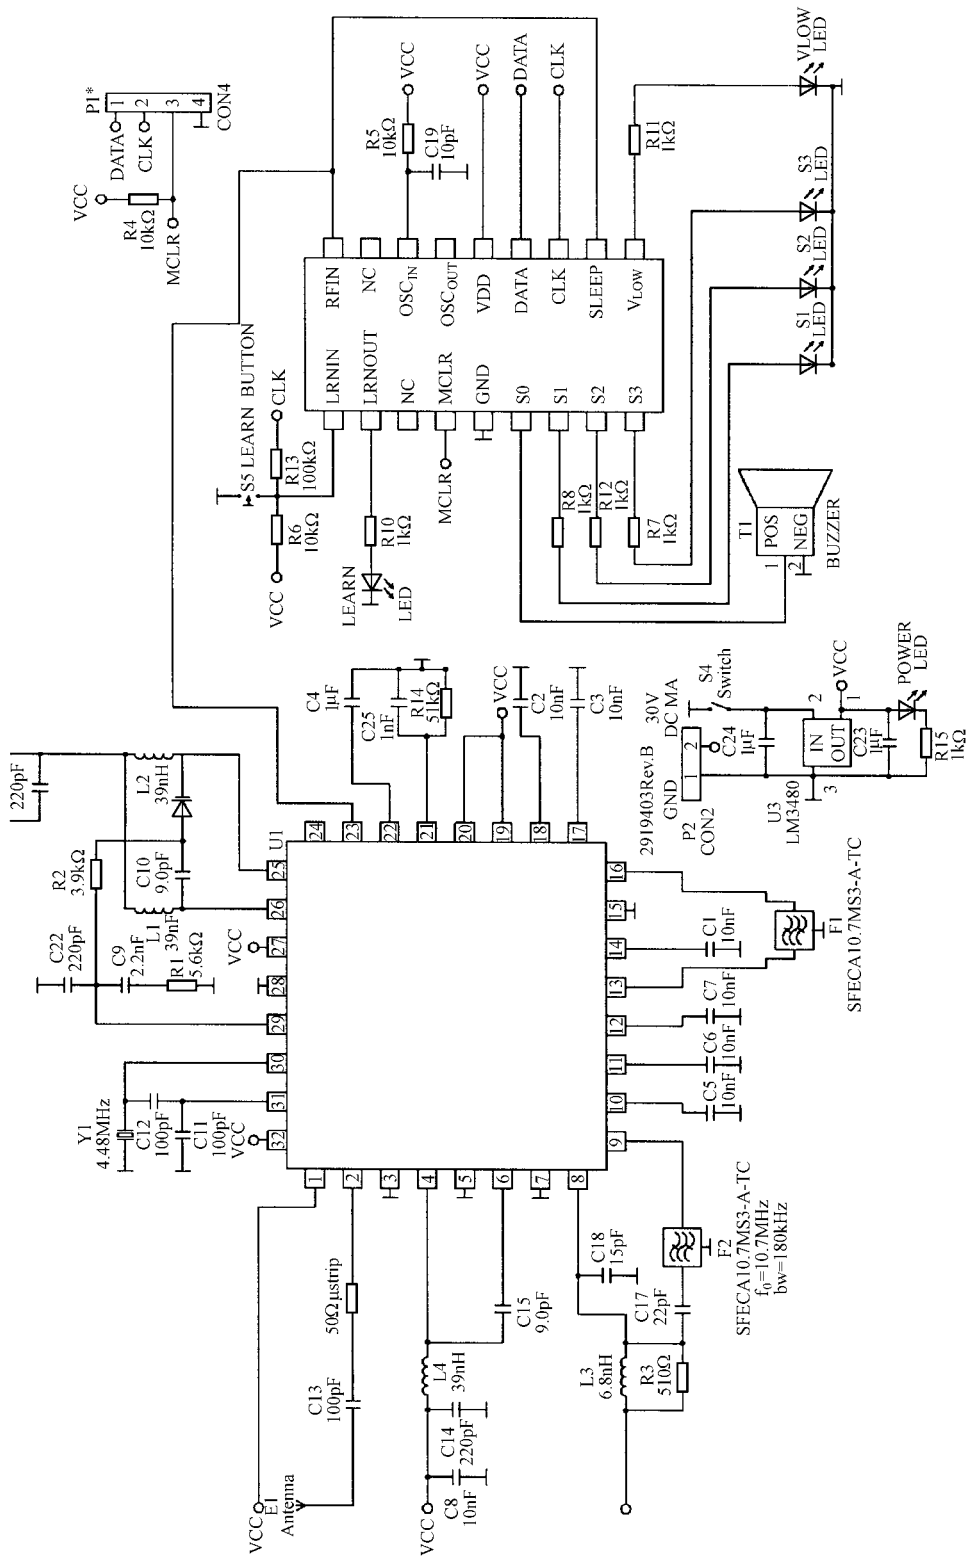 VCC
E1
Antenna
C13
100pF
50Ωμstrip
VCC
C8
10nF
C14
220pF
L4
39nH
C15
9.0pF
L3
6.8nH
R3
510Ω
C18
15pF
C17
22pF
F2
SFECA10.7MS3-A-TC
f₀=10.7MHz
bw=180kHz
1
2
3
4
5
6
7
8
9
10
11
12
13
14
15
16
17
18
19
20
21
22
23
24
25
26
27
28
29
30
31
32
U1
Y1
4.48MHz
C12
100pF
C11
100pF
VCC
C22
220pF
C9
2.2nF
R1
5.6kΩ
R2
3.9kΩ
L1
39nF
VCC
C10
9.0pF
220pF
L2
39nH
C5
10nF
C6
10nF
C7
10nF
C1
10nF
F1
SFECA10.7MS3-A-TC
C4
1μF
C25
1nF
R14
51kΩ
VCC
C2
10nF
C3
10nF
2919403Rev.B
GND
30V
DC MA
1
2
P2
CON2
S4
Switch
C24
1μF
U3
LM3480
IN
OUT
2
1
3
C23
1μF
VCC
POWER
LED
R15
1kΩ
VCC
R6
10kΩ
R13
100kΩ
CLK
S5 LEARN BUTTON
LEARN
LED
R10
1kΩ
MCLR
R8
1kΩ
R12
1kΩ
R7
1kΩ
T1
1
2
POS
NEG
BUZZER
LRNIN
LRNOUT
NC
MCLR
GND
S0
S1
S2
S3
RFIN
NC
OSCIN
OSCOUT
VDD
DATA
CLK
SLEEP
VLOW
VCC
R4
10kΩ
MCLR
DATA
CLK
P1*
1
2
3
4
CON4
R5
10kΩ
VCC
C19
10pF
VCC
DATA
CLK
R11
1kΩ
S1
LED
S2
LED
S3
LED
VLOW
LED